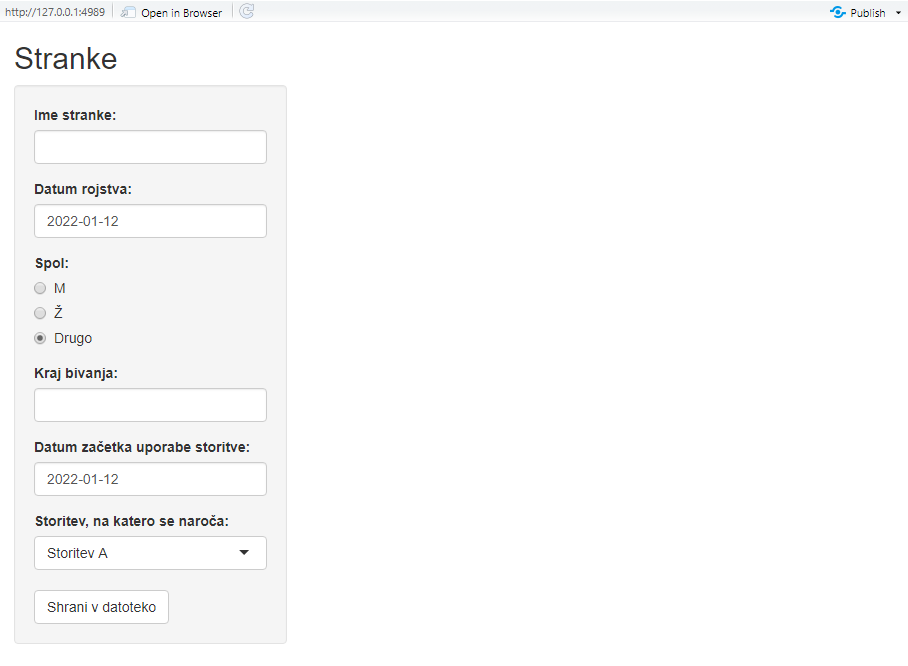 http://127.0.0.1:4989 Open in Browser Publish
Stranke
Ime stranke:
Datum rojstva:
2022-01-12
Spol:
M
Ž
Drugo
Kraj bivanja:
Datum začetka uporabe storitve:
2022-01-12
Storitev, na katero se naroča:
Storitev A
Shrani v datoteko